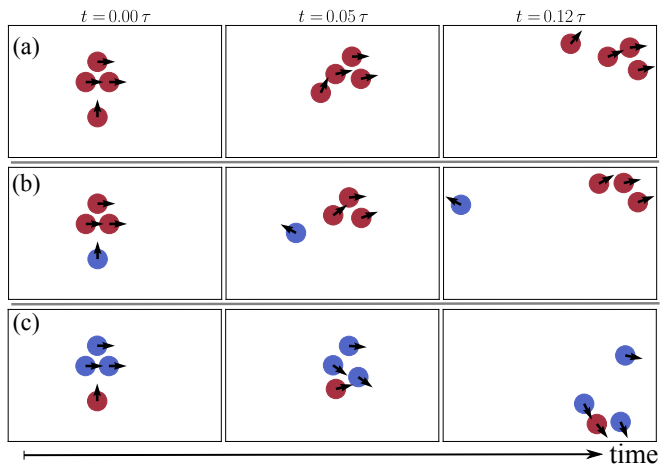 t = 0.00 τ
t = 0.05 τ
t = 0.12 τ
(a)
(b)
(c)
time